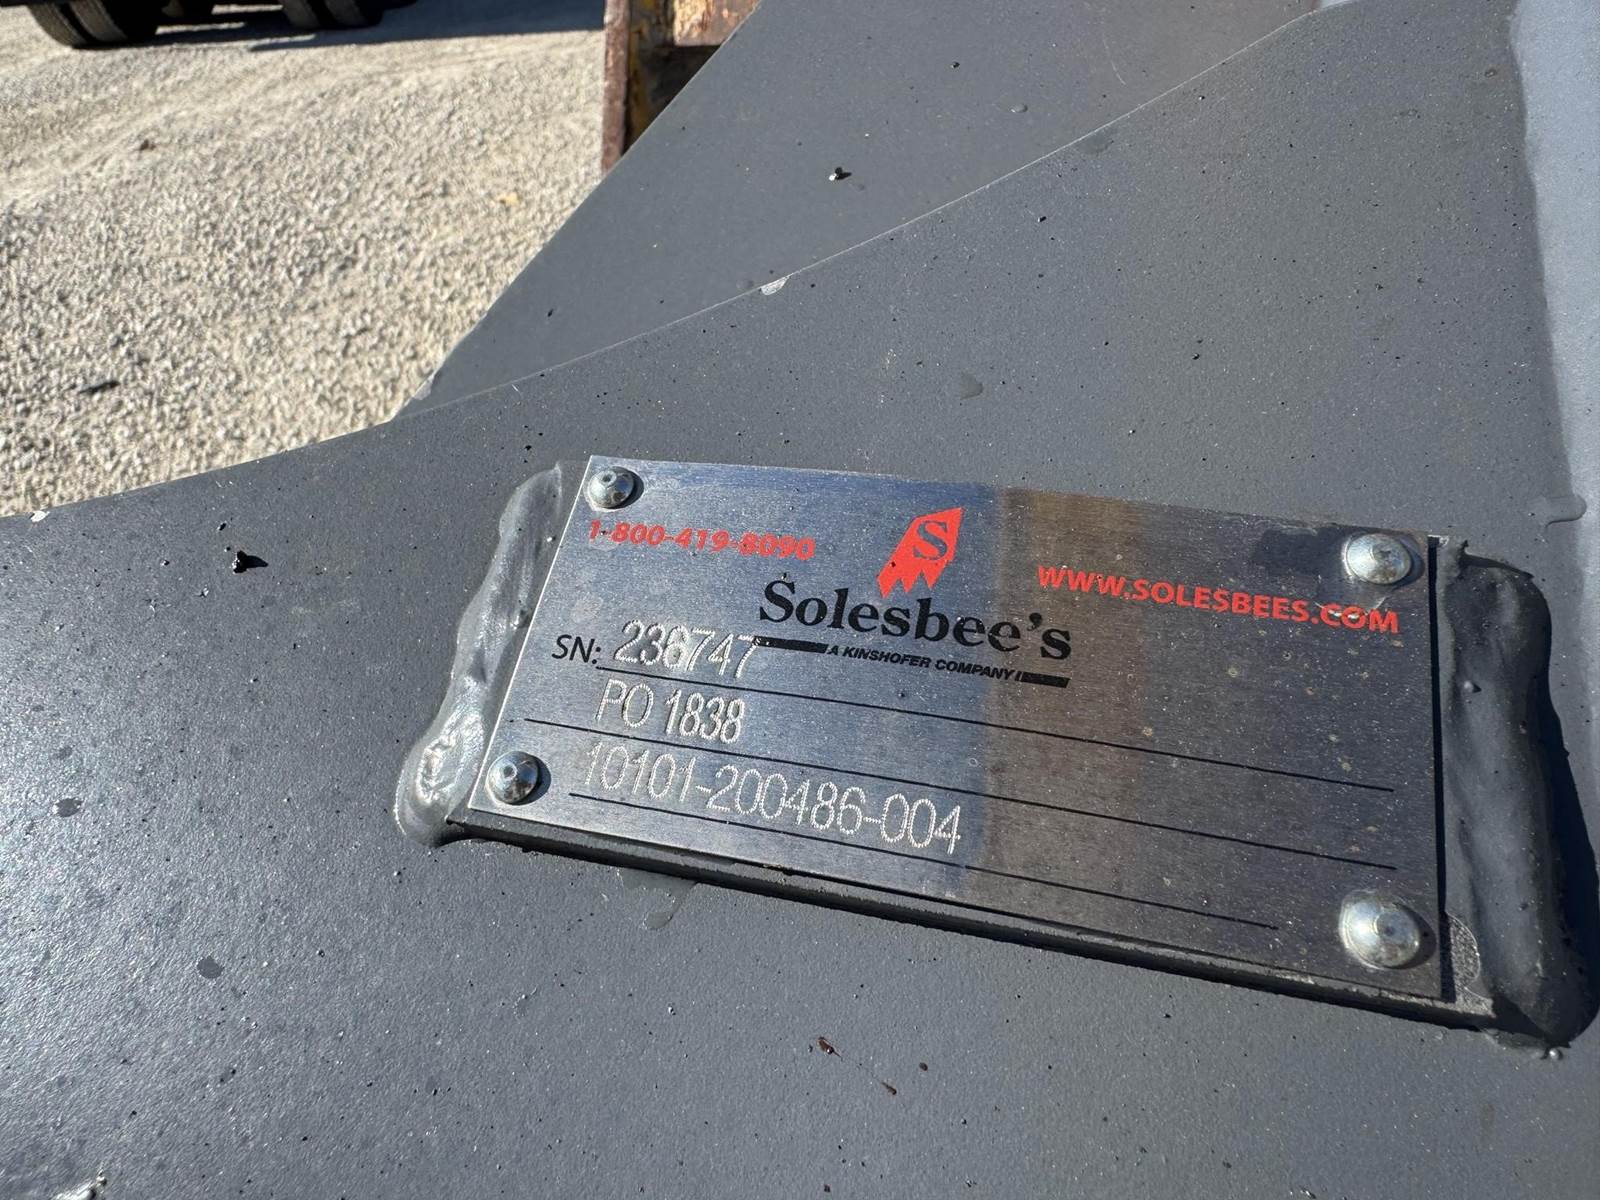 1-800-419-8090
S
WWW.SOLESBEES.COM
Solesbee's
A KINSHOFER COMPANY
SN: 236747
PO 1838
10101-200486-004